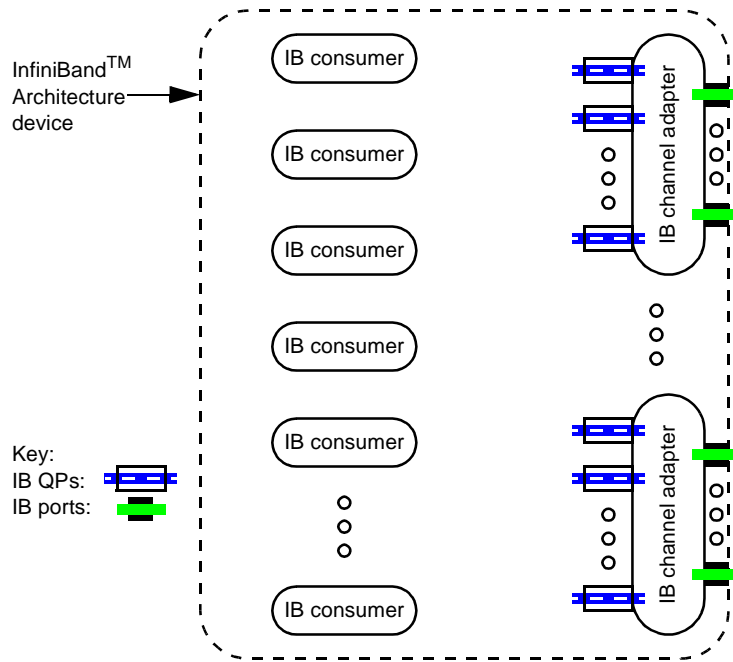 InfiniBand™
Architecture
device
IB consumer
IB consumer
IB consumer
IB consumer
IB consumer
IB consumer
IB channel adapter
IB channel adapter
Key:
IB QPs:
IB ports: